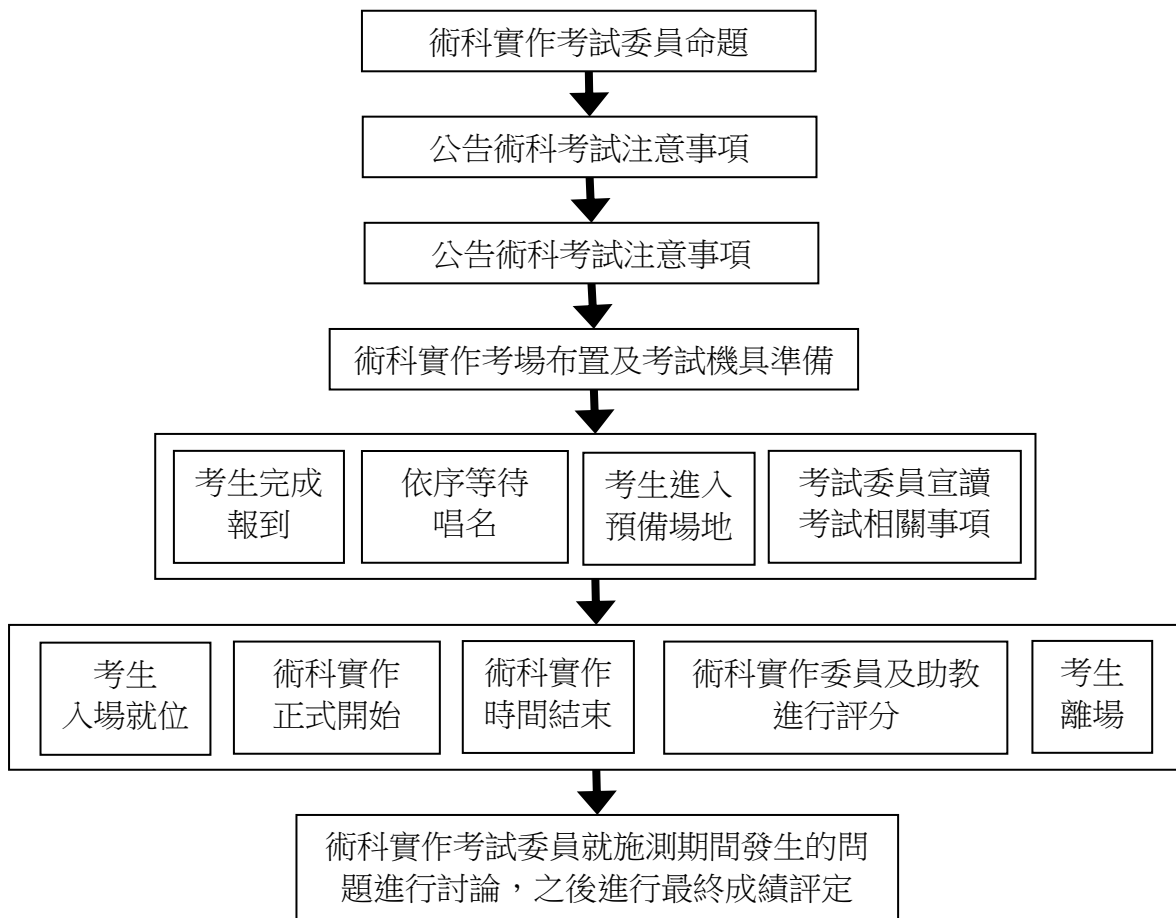 術科實作考試委員命題
公告術科考試注意事項
公告術科考試注意事項
術科實作考場布置及考試機具準備
考生完成
報到
依序等待
唱名
考生進入
預備場地
考試委員宣讀
考試相關事項
考生
入場就位
術科實作
正式開始
術科實作
時間結束
術科實作委員及助教
進行評分
考生
離場
術科實作考試委員就施測期間發生的問
題進行討論，之後進行最終成績評定